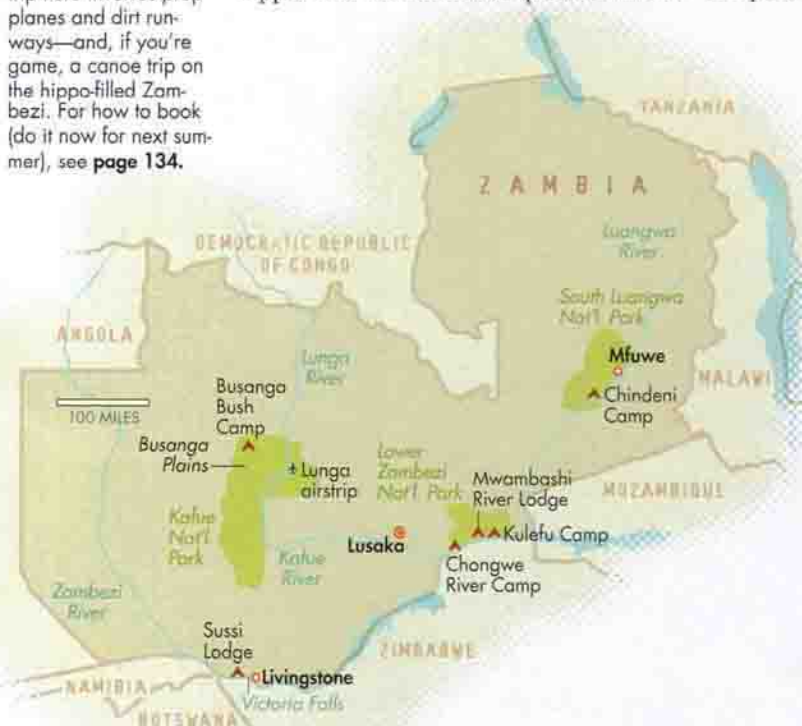 planes and dirt run-
ways—and, if you're
game, a canoe trip on
the hippo-filled Zam-
bezi. For how to book
(do it now for next sum-
mer), see page 134.
TANZANIA
ZAMBIA
Luangwa
River
DEMOCRATIC REPUBLIC
OF CONGO
South Luangwa
Nat'l Park
ANGOLA
Mfuwe
Lunga
River
MALAWI
Chindeni
Camp
100 MILES
Busanga
Bush
Camp
Busanga
Plains
Lunga
airstrip
Lower
Zambezi
Nat'l Park
Mwambashi
River Lodge
MOZAMBIQUE
Kafue
Nat'l
Park
Lusaka
Kulefu Camp
Kafue
River
Chongwe
River Camp
Zambezi
River
Sussi
Lodge
ZIMBABWE
Livingstone
NAMIBIA
Victoria Falls
BOTSWANA